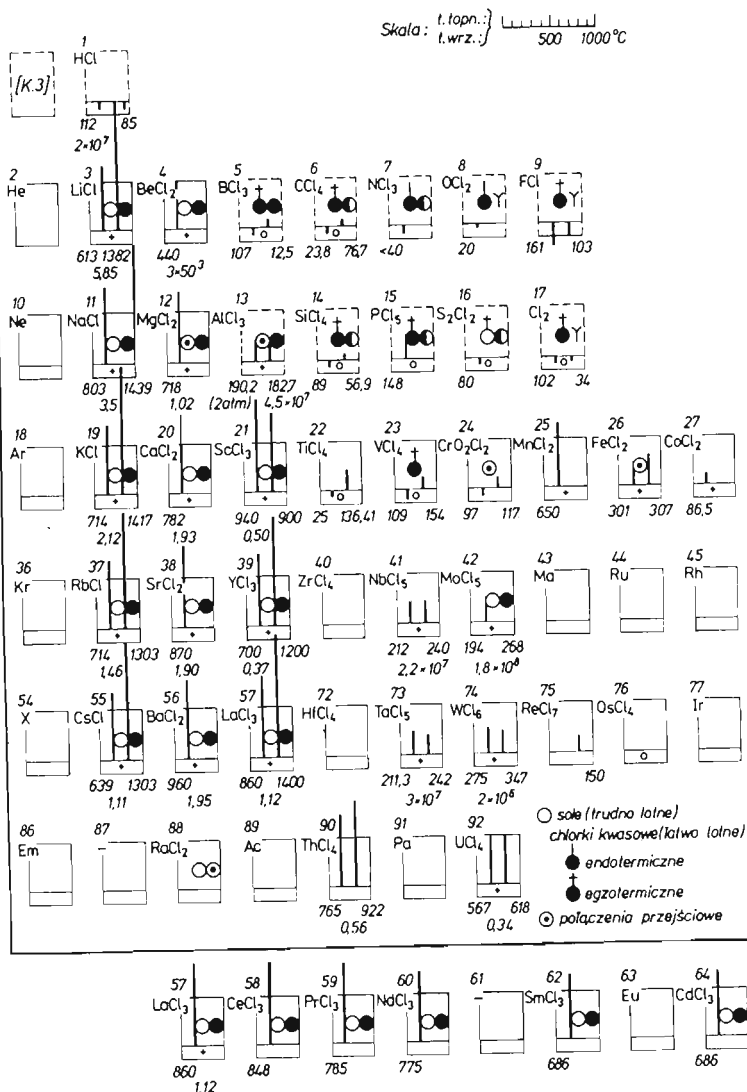 Skala : t. topn.: } t. wrz.: 500 1000°C
1
[K.3] HCl
112 85
2×10⁷
2 3 4 5 6 7 8 9
He LiCl BeCl₂ BCl₃ CCl₄ NCl₃ OCl₂ FCl
613 1382 440 107 12,5 23,8 76,7 <40 20 161 103
5,85 3×50³
10 11 12 13 14 15 16 17
Ne NaCl MgCl₂ AlCl₃ SiCl₄ PCl₅ S₂Cl₂ Cl₂
803 1439 718 190,2 1827 89 56,9 148 80 102 34
3,5 1,02 (2atm) 4,5×10⁷
18 19 20 21 22 23 24 25 26 27
Ar KCl CaCl₂ ScCl₃ TiCl₄ VCl₄ CrO₂Cl₂ MnCl₂ FeCl₂ CoCl₂
714 1417 782 940 900 25 136,41 109 154 97 117 650 301 307 86,5
2,12 1,93 0,50
36 37 38 39 40 41 42 43 44 45
Kr RbCl SrCl₂ YCl₃ ZrCl₄ NbCl₅ MoCl₅ Ma Ru Rh
714 1303 870 700 1200 212 240 194 268
1,46 1,90 0,37 2,2×10⁷ 1,8×10⁶
54 55 56 57 72 73 74 75 76 77
X CsCl BaCl₂ LaCl₃ HfCl₄ TaCl₅ WCl₆ ReCl₇ OsCl₄ Ir
639 1303 960 860 1400 211,3 242 275 347 150
1,11 1,95 1,12 3×10⁷ 2×10⁶
86 87 88 89 90 91 92
Em – RaCl₂ Ac ThCl₄ Pa UCl₄
765 922 567 618
0,56 0,34
sole (trudno lotne)
chlorki kwasowe (łatwo lotne)
endotermiczne
egzotermiczne
połączenia przejściowe
57 58 59 60 61 62 63 64
LaCl₃ CeCl₃ PrCl₃ NdCl₃ – SmCl₃ Eu CdCl₃
860 848 785 775 686 686
1,12